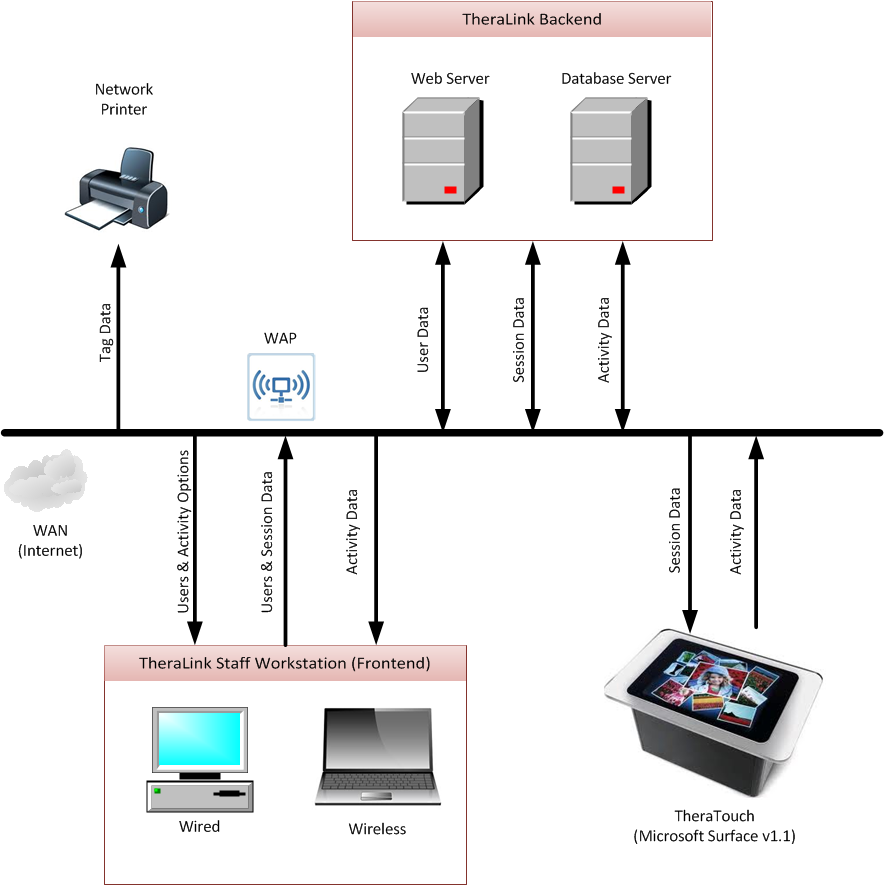 TheraLink Backend
Web Server
Database Server
Network
Printer
Tag Data
WAP
User Data
Session Data
Activity Data
WAN
(Internet)
Users & Activity Options
Users & Session Data
Activity Data
Session Data
Activity Data
TheraLink Staff Workstation (Frontend)
Wired
Wireless
TheraTouch
(Microsoft Surface v1.1)